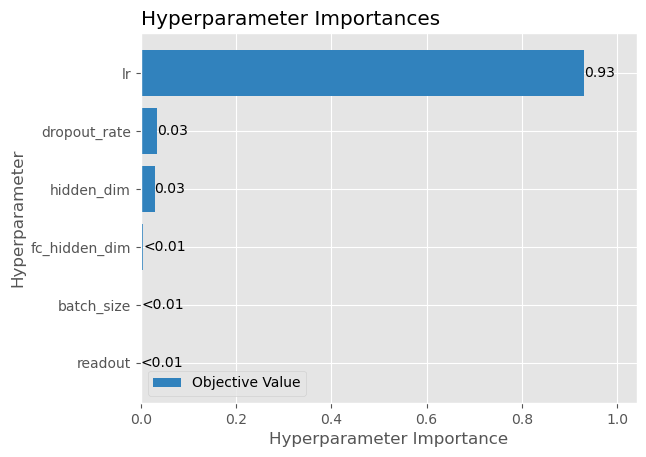 Hyperparameter Importances
Hyperparameter
lr
0.93
dropout_rate
0.03
hidden_dim
0.03
fc_hidden_dim
<0.01
batch_size
<0.01
readout
<0.01
Objective Value
0.0 0.2 0.4 0.6 0.8 1.0
Hyperparameter Importance